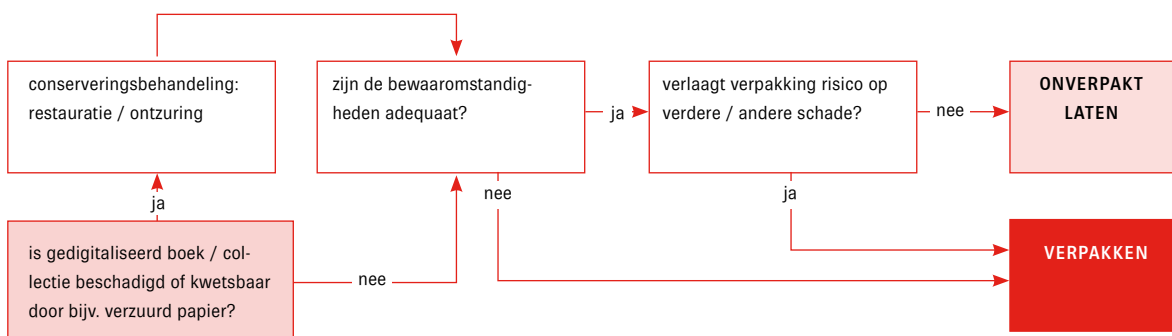 conserveringsbehandeling:
restauratie / ontzuring
zijn de bewaaromstandig-
heden adequaat?
ja
verlaagt verpakking risico op
verdere / andere schade?
nee
ONVERPAKT
LATEN
ja
nee
ja
is gedigitaliseerd boek / col-
lectie beschadigd of kwetsbaar
door bijv. verzuurd papier?
nee
VERPAKKEN